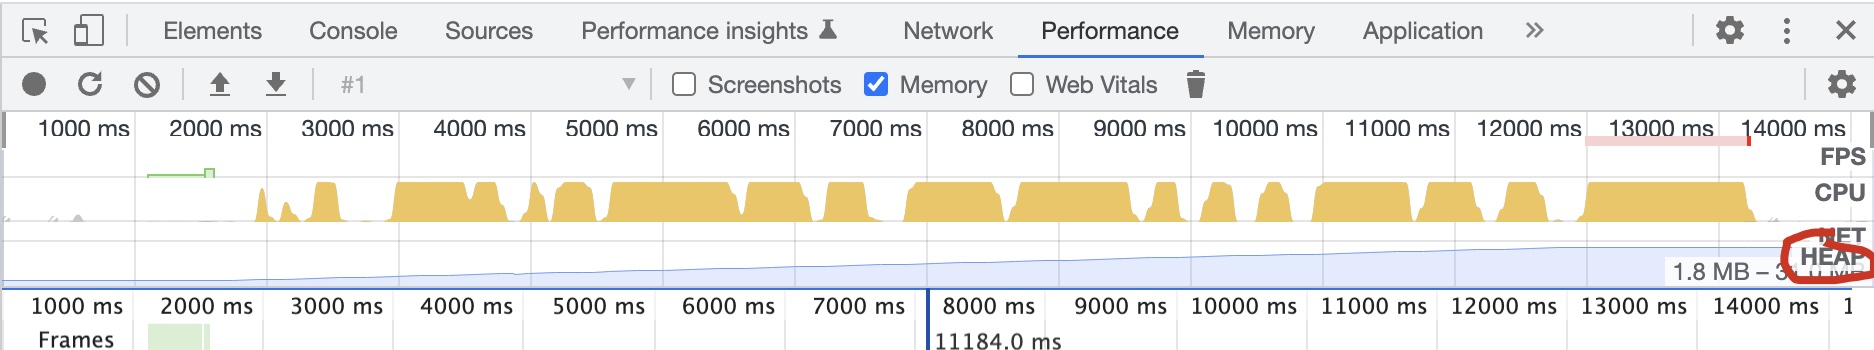 Elements Console Sources Performance insights Network Performance Memory Application »
#1 Screenshots Memory Web Vitals
1000 ms 2000 ms 3000 ms 4000 ms 5000 ms 6000 ms 7000 ms 8000 ms 9000 ms 10000 ms 11000 ms 12000 ms 13000 ms 14000 ms
FPS
CPU
NET
HEAP
1.8 MB –
1000 ms 2000 ms 3000 ms 4000 ms 5000 ms 6000 ms 7000 ms 8000 ms 9000 ms 10000 ms 11000 ms 12000 ms 13000 ms 14000 ms 1
Frames 11184.0 ms